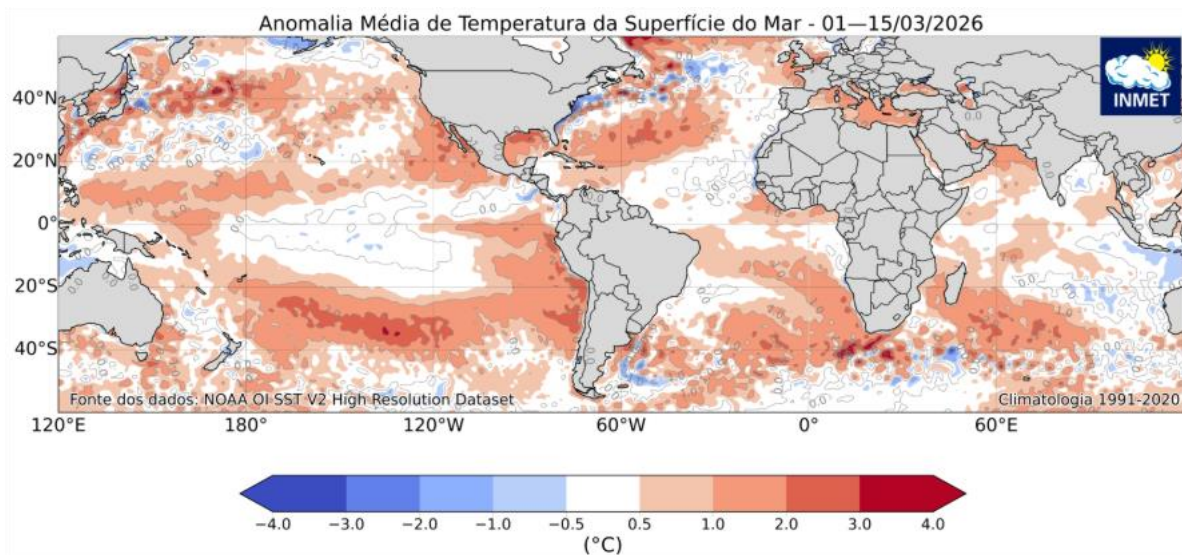 Anomalia Média de Temperatura da Superfície do Mar - 01—15/03/2026
INMET
40°N
20°N
0°
20°S
40°S
Fonte dos dados: NOAA OI SST V2 High Resolution Dataset
Climatologia 1991-2020
120°E 180° 120°W 60°W 0° 60°E
−4.0 −3.0 −2.0 −1.0 −0.5 0.5 1.0 2.0 3.0 4.0
(°C)